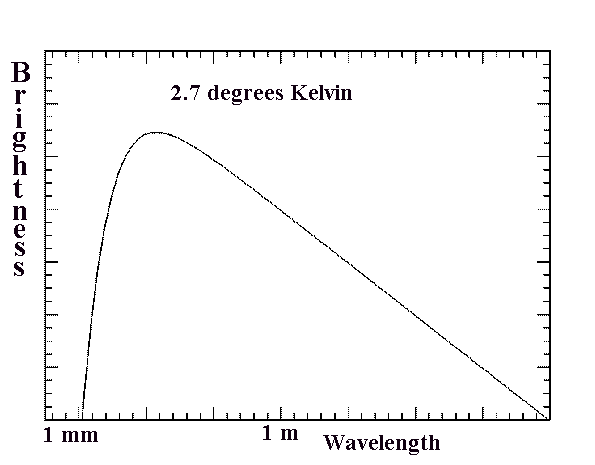 Brightness
2.7 degrees Kelvin
1 mm
1 m
Wavelength